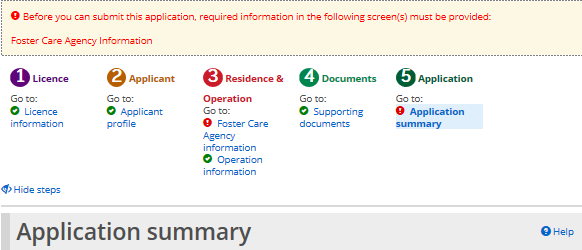 Before you can submit this application, required information in the following screen(s) must be provided:
Foster Care Agency Information
1 Licence
Go to:
Licence
information
2 Applicant
Go to:
Applicant
profile
3 Residence &
Operation
Go to:
Foster Care
Agency
information
Operation
information
4 Documents
Go to:
Supporting
documents
5 Application
Go to:
Application
summary
Hide steps
Application summary
Help